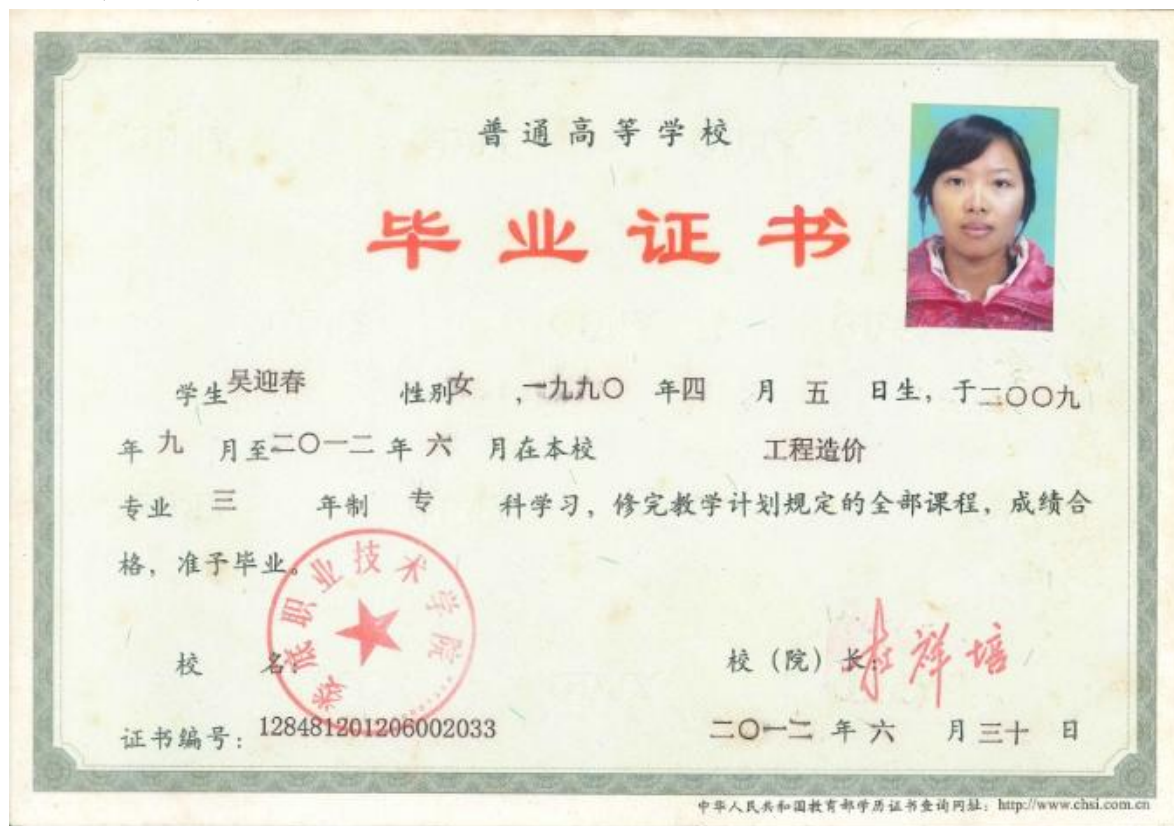 普通高等学校
毕业证书
学生吴迎春 性别女,一九九〇年四月五日生,于二〇〇九
年九月至二〇一二年六月在本校 工程造价
专业三年制专科学习,修完教学计划规定的全部课程,成绩合
格,准予毕业。
娄底职业技术学院
校 名:
校(院)长:
祥培
证书编号:128481201206002033
二〇一二年六月三十日
中华人民共和国教育部学历证书查询网址:http://www.chsi.com.cn